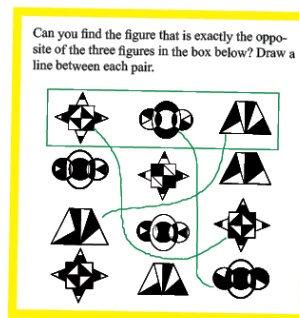 Can you find the figure that is exactly the oppo-
site of the three figures in the box below? Draw a
line between each pair.